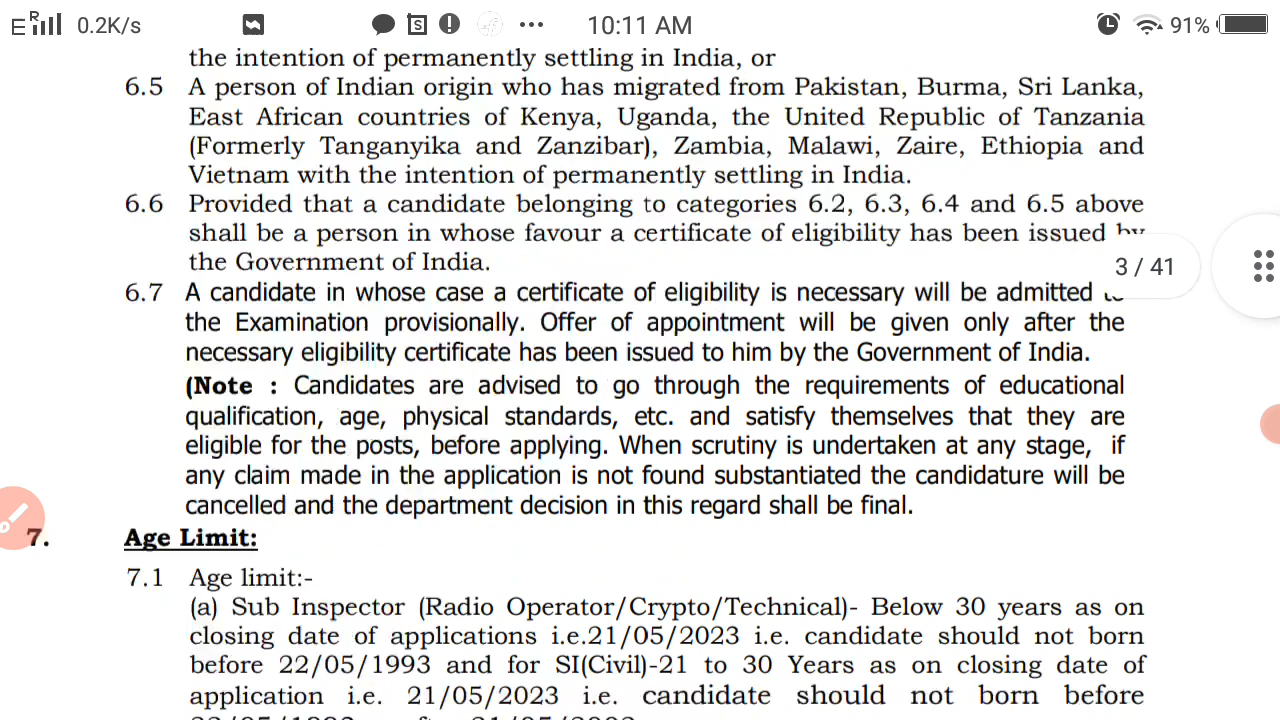 ER 0.2K/s 10:11 AM 91%
the intention of permanently settling in India, or
6.5 A person of Indian origin who has migrated from Pakistan, Burma, Sri Lanka,
East African countries of Kenya, Uganda, the United Republic of Tanzania
(Formerly Tanganyika and Zanzibar), Zambia, Malawi, Zaire, Ethiopia and
Vietnam with the intention of permanently settling in India.
6.6 Provided that a candidate belonging to categories 6.2, 6.3, 6.4 and 6.5 above
shall be a person in whose favour a certificate of eligibility has been issued by
the Government of India.
3 / 41
6.7 A candidate in whose case a certificate of eligibility is necessary will be admitted
the Examination provisionally. Offer of appointment will be given only after the
necessary eligibility certificate has been issued to him by the Government of India.
(Note : Candidates are advised to go through the requirements of educational
qualification, age, physical standards, etc. and satisfy themselves that they are
eligible for the posts, before applying. When scrutiny is undertaken at any stage, if
any claim made in the application is not found substantiated the candidature will be
cancelled and the department decision in this regard shall be final.
7. Age Limit:
7.1 Age limit:-
(a) Sub Inspector (Radio Operator/Crypto/Technical)- Below 30 years as on
closing date of applications i.e.21/05/2023 i.e. candidate should not born
before 22/05/1993 and for SI(Civil)-21 to 30 Years as on closing date of
application i.e. 21/05/2023 i.e. candidate should not born before